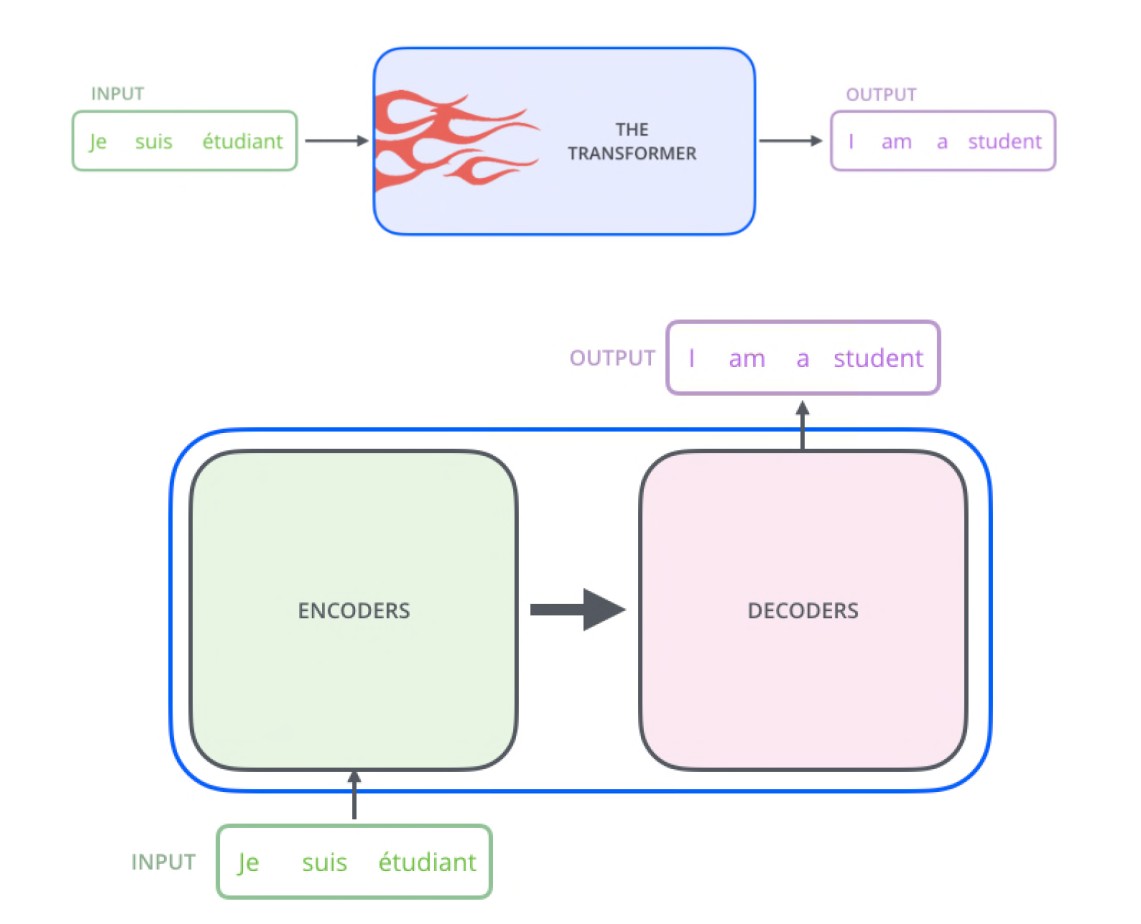 INPUT
Je suis étudiant
THE
TRANSFORMER
OUTPUT
I am a student
OUTPUT
I am a student
ENCODERS
DECODERS
INPUT
Je suis étudiant